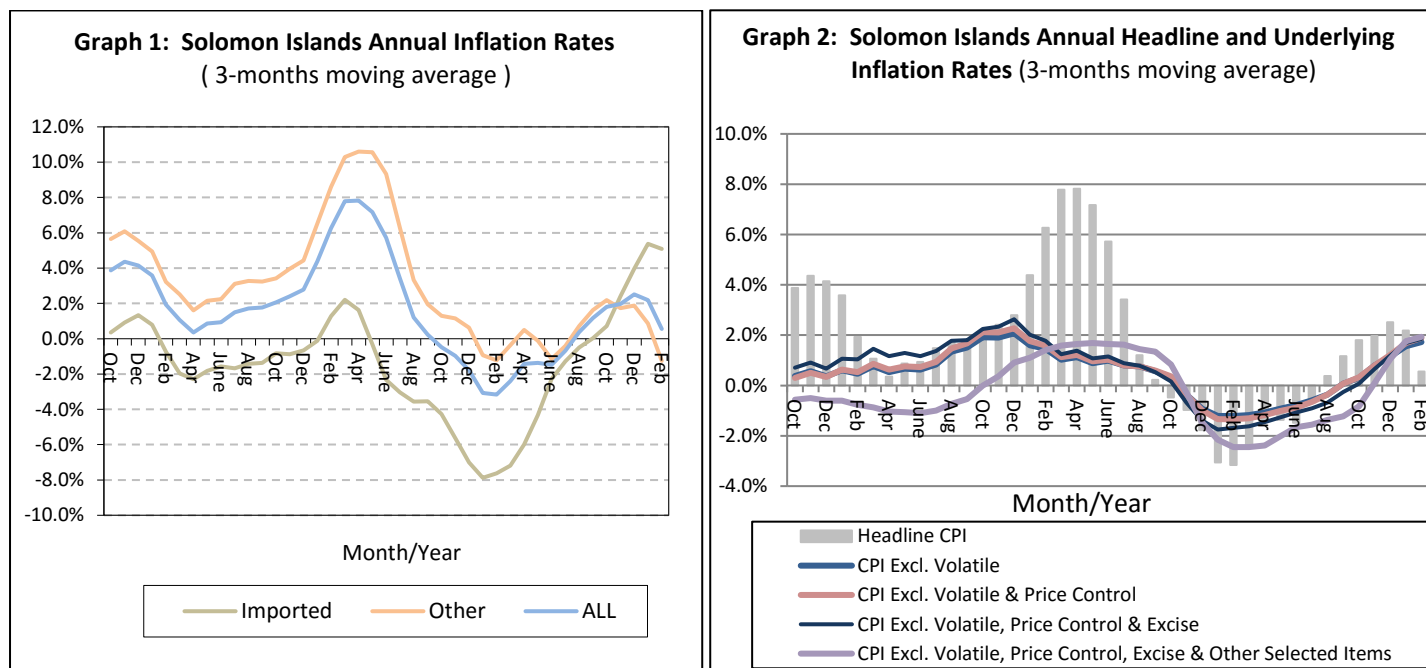 Graph 1: Solomon Islands Annual Inflation Rates
( 3-months moving average )
12.0%
10.0%
8.0%
6.0%
4.0%
2.0%
0.0%
-2.0%
-4.0%
-6.0%
-8.0%
-10.0%
Oct
Dec
Feb
Apr
June
Aug
Oct
Dec
Feb
Apr
June
Aug
Oct
Dec
Feb
Apr
June
Aug
Oct
Dec
Feb
Month/Year
Imported
Other
ALL
Graph 2: Solomon Islands Annual Headline and Underlying
Inflation Rates (3-months moving average)
10.0%
8.0%
6.0%
4.0%
2.0%
0.0%
-2.0%
-4.0%
Oct
Dec
Feb
Apr
June
Aug
Oct
Dec
Feb
Apr
June
Aug
Oct
Dec
Feb
Apr
June
Aug
Oct
Dec
Feb
Month/Year
Headline CPI
CPI Excl. Volatile
CPI Excl. Volatile & Price Control
CPI Excl. Volatile, Price Control & Excise
CPI Excl. Volatile, Price Control, Excise & Other Selected Items